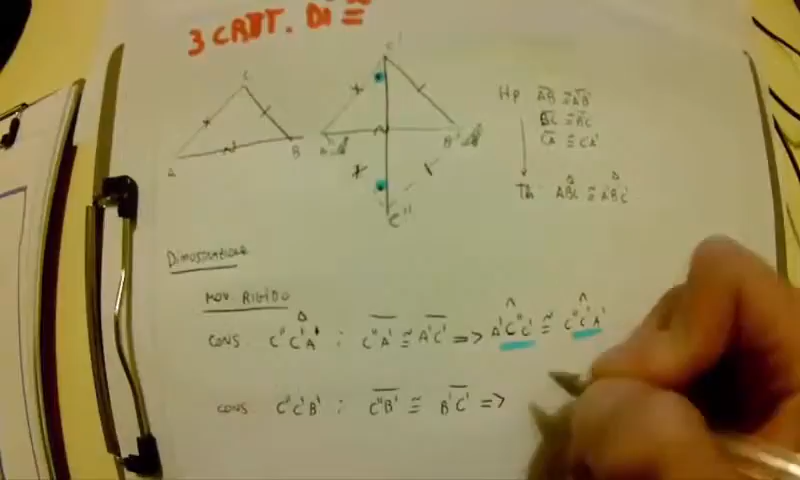 3 CRIT. Di ≅
C
A
B
C'
A'
B'
C''
Hp AB ≅ A'B'
BC ≅ B'C'
CA ≅ C'A'
Th: ABC ≅ A'B'C'
DIMOSTRAZIONE
MOV. RIGIDO
CONS C''C'A' : C''A' ≅ A'C' => A'C''C' ≅ C''C'A'
CONS C''C'B' : C''B' ≅ B'C' =>